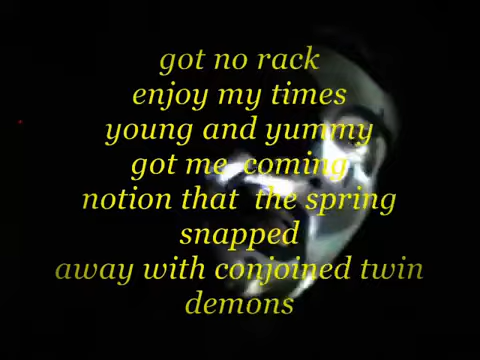 got no rack
enjoy my times
young and yummy
got me  coming
notion that  the spring
snapped
away with conjoined twin
demons